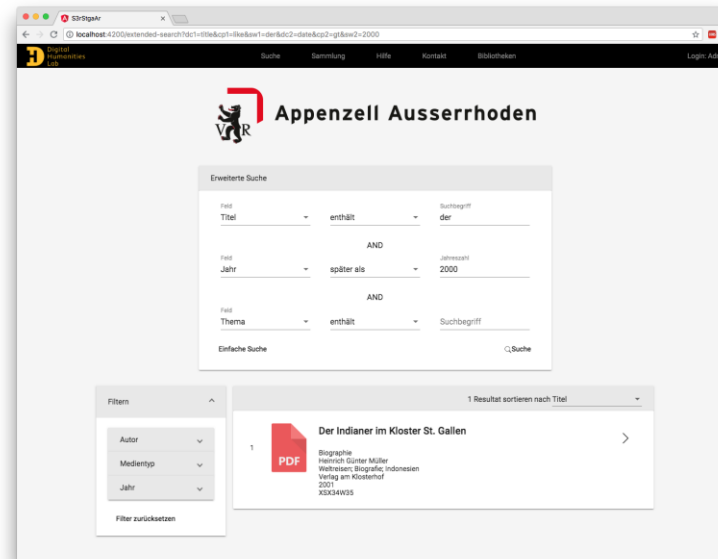 S3rStgaAr
localhost:4200/extended-search?dc1=title&cp1=like&sw1=der&dc2=date&cp2=gt&sw2=2000
Digital
Humanities
Lab
Suche Sammlung Hilfe Kontakt Bibliotheken Login: Adm
VR
Appenzell Ausserrhoden
Erweiterte Suche
Feld Suchbegriff
Titel enthält der
AND
Feld Jahreszahl
Jahr später als 2000
AND
Feld
Thema enthält Suchbegriff
Einfache Suche Suche
Filtern
Autor
Medientyp
Jahr
Filter zurücksetzen
1 Resultat sortieren nach Titel
1
PDF
Der Indianer im Kloster St. Gallen
Biographie
Heinrich Günter Müller
Weltreisen; Biografie; Indonesien
Verlag am Klosterhof
2001
XSX34W35